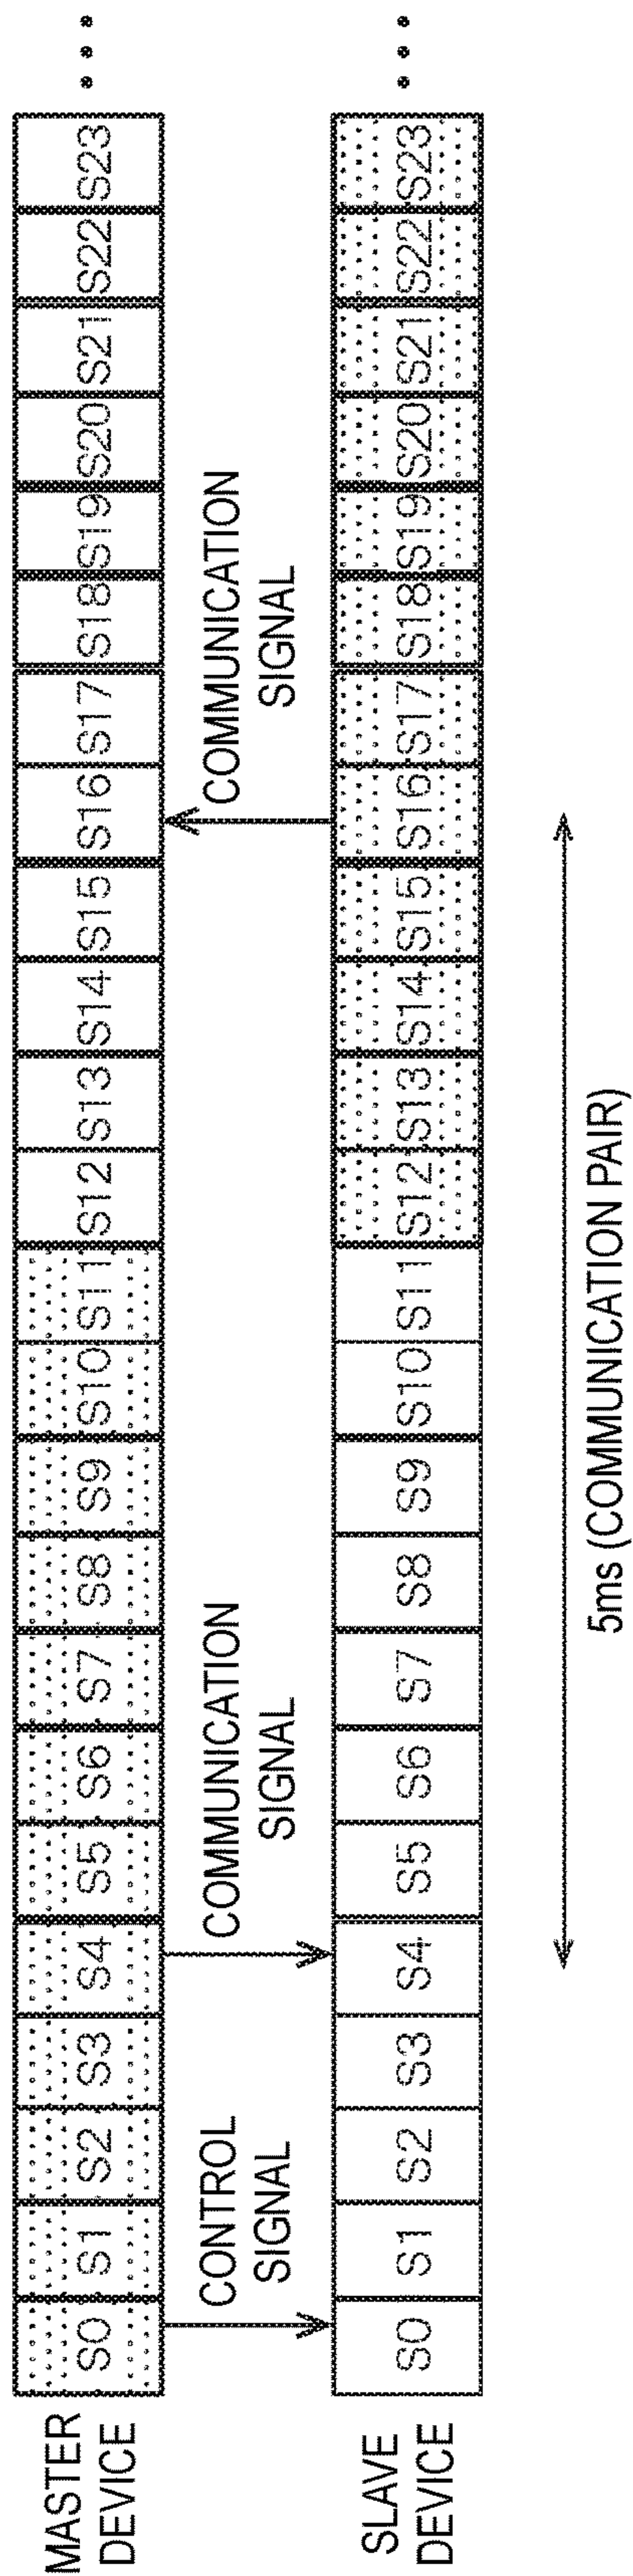 MASTER
DEVICE
S0 S1 S2 S3 S4 S5 S6 S7 S8 S9 S10 S11 S12 S13 S14 S15 S16 S17 S18 S19 S20 S21 S22 S23
CONTROL
SIGNAL
COMMUNICATION
SIGNAL
COMMUNICATION
SIGNAL
SLAVE
DEVICE
S0 S1 S2 S3 S4 S5 S6 S7 S8 S9 S10 S11 S12 S13 S14 S15 S16 S17 S18 S19 S20 S21 S22 S23
5ms (COMMUNICATION PAIR)